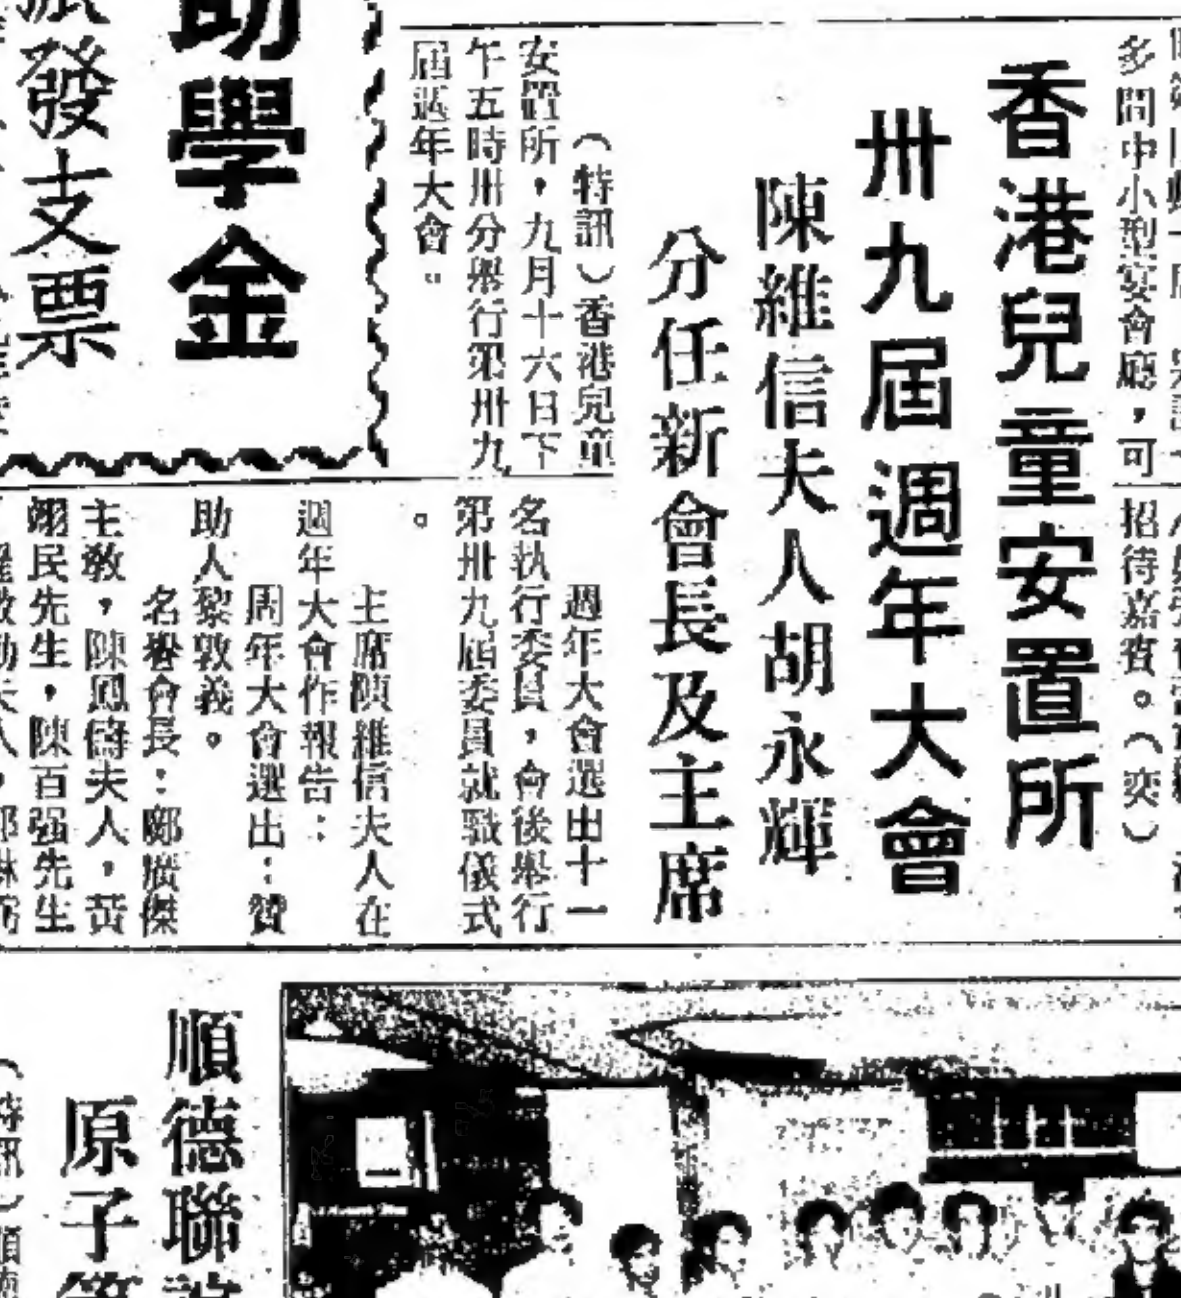 多間中小型宴會廳，可
招待嘉賓。（奕）
香港兒童安置所
卅九屆週年大會
陳維信夫人胡永輝
分任新會長及主席
（特訊）香港兒童
安置所，九月十六日下
午五時卅分舉行第卅九
屆週年大會。
週年大會選出十一
名執行委員，會後舉行
第卅九屆委員就職儀式
。
主席陳維信夫人在
週年大會作報告：
周年大會選出：贊
助人黎敦義。
名譽會長：鄺廣傑
主教，陳鳳儔夫人，黃
翊民先生，陳百强先生
助學金
發支票
順德聯誼
原子